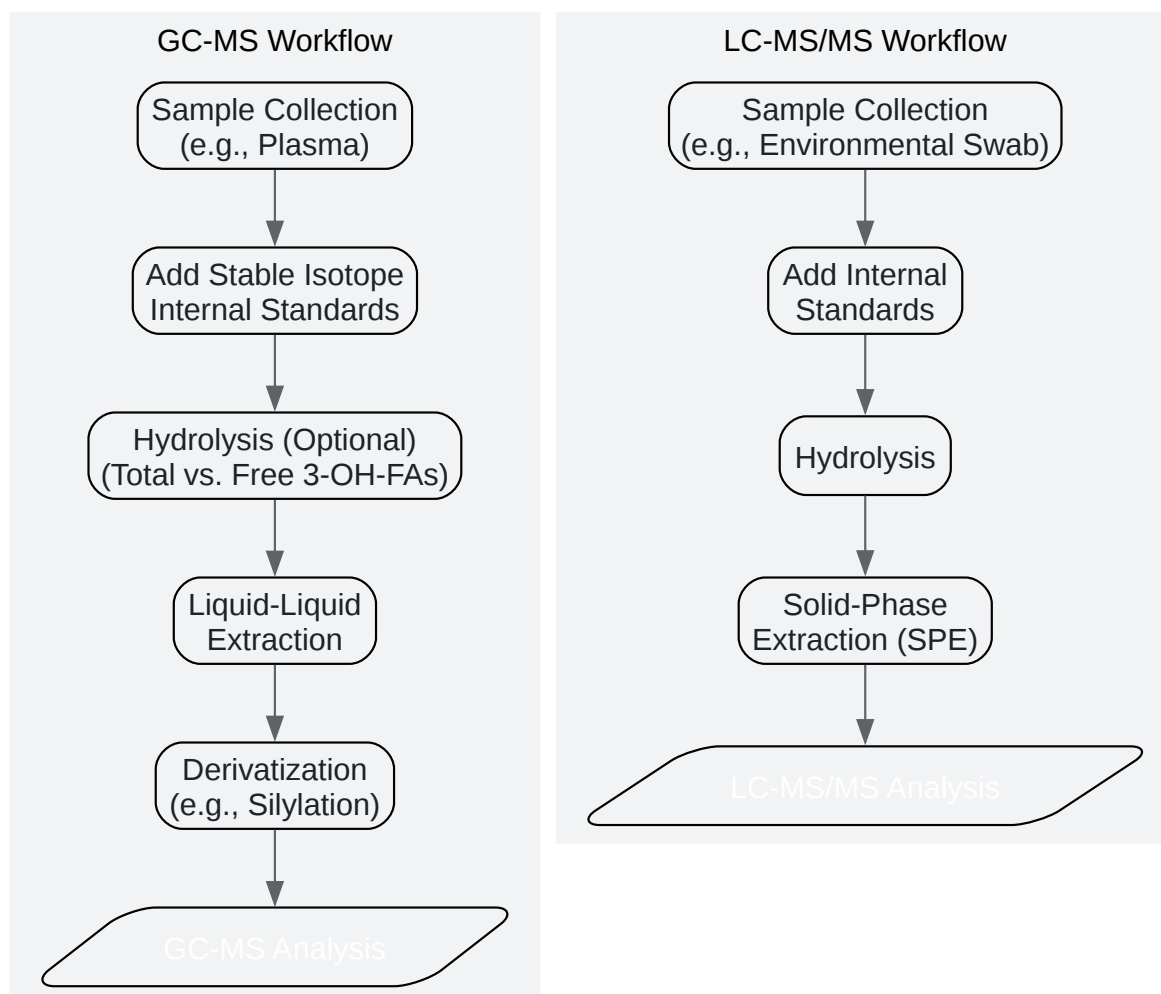 GC-MS Workflow
Sample Collection
(e.g., Plasma)
Add Stable Isotope
Internal Standards
Hydrolysis (Optional)
(Total vs. Free 3-OH-FAs)
Liquid-Liquid
Extraction
Derivatization
(e.g., Silylation)
GC-MS Analysis
LC-MS/MS Workflow
Sample Collection
(e.g., Environmental Swab)
Add Internal
Standards
Hydrolysis
Solid-Phase
Extraction (SPE)
LC-MS/MS Analysis